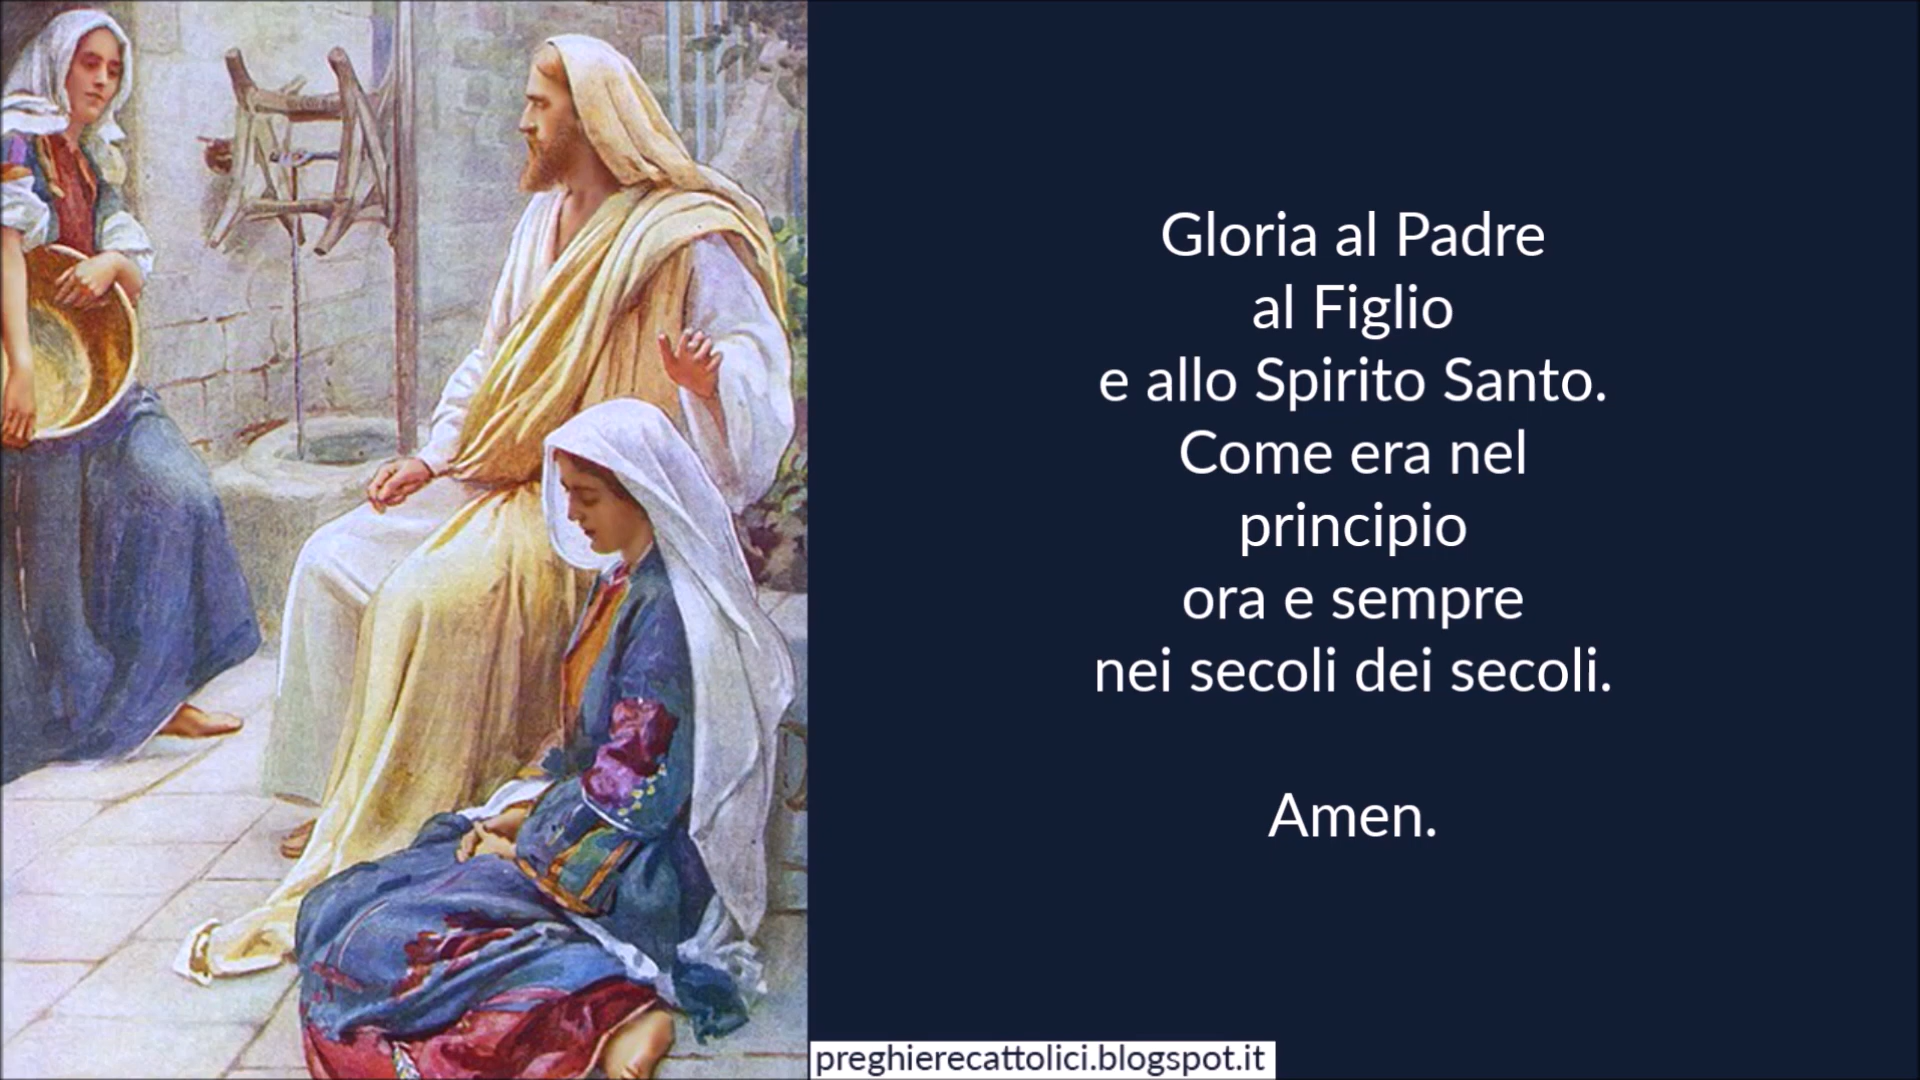 Gloria al Padre
al Figlio
e allo Spirito Santo.
Come era nel
principio
ora e sempre
nei secoli dei secoli.
Amen.
preghierecattolici.blogspot.it